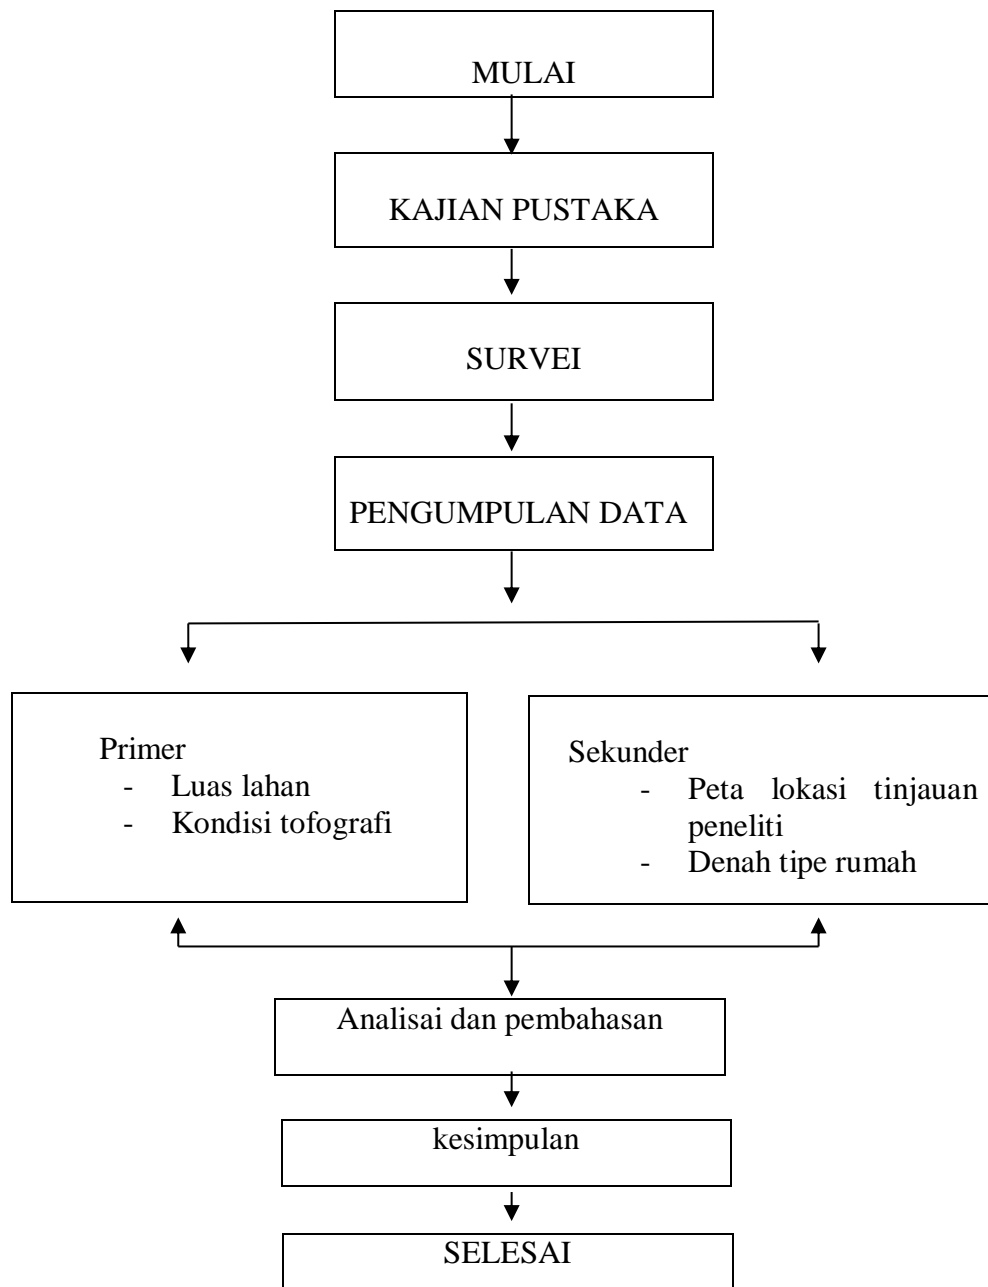 MULAI
KAJIAN PUSTAKA
SURVEI
PENGUMPULAN DATA
Primer
- Luas lahan
- Kondisi tofografi
Sekunder
- Peta lokasi tinjauan
peneliti
- Denah tipe rumah
Analisai dan pembahasan
kesimpulan
SELESAI